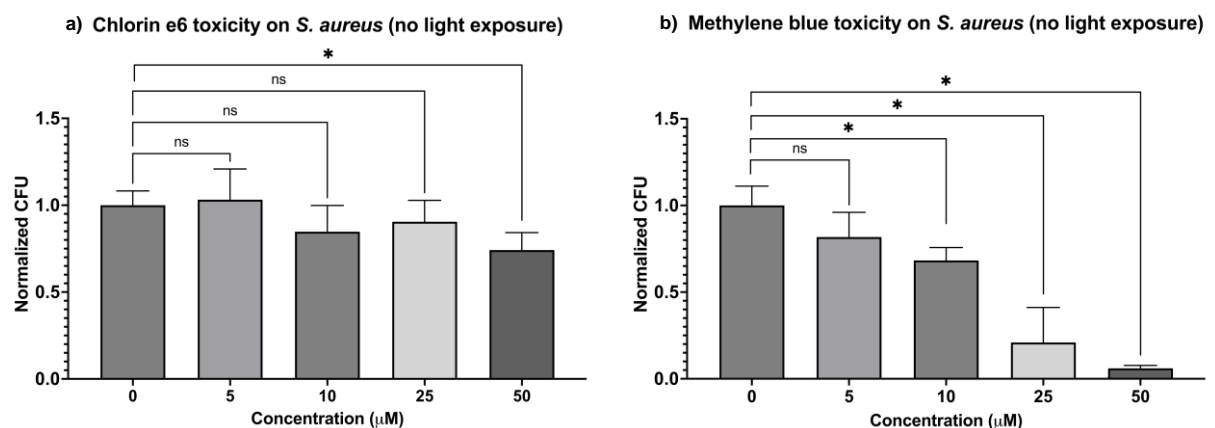 a) Chlorin e6 toxicity on S. aureus (no light exposure)
*
ns
ns
ns
Normalized CFU
1.5
1.0
0.5
0.0
0 5 10 25 50
Concentration (μM)
b) Methylene blue toxicity on S. aureus (no light exposure)
*
*
*
ns
Normalized CFU
1.5
1.0
0.5
0.0
0 5 10 25 50
Concentration (μM)